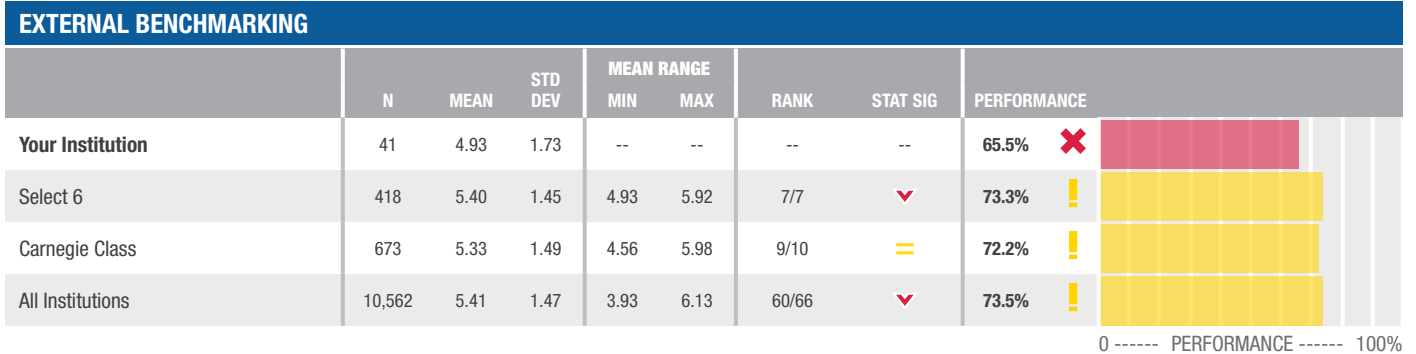 EXTERNAL BENCHMARKING
N MEAN STD DEV MEAN RANGE MIN MAX RANK STAT SIG PERFORMANCE
Your Institution 41 4.93 1.73 -- -- -- -- 65.5%
Select 6 418 5.40 1.45 4.93 5.92 7/7 73.3% !
Carnegie Class 673 5.33 1.49 4.56 5.98 9/10 = 72.2% !
All Institutions 10,562 5.41 1.47 3.93 6.13 60/66 73.5% !
0 ------ PERFORMANCE ------ 100%